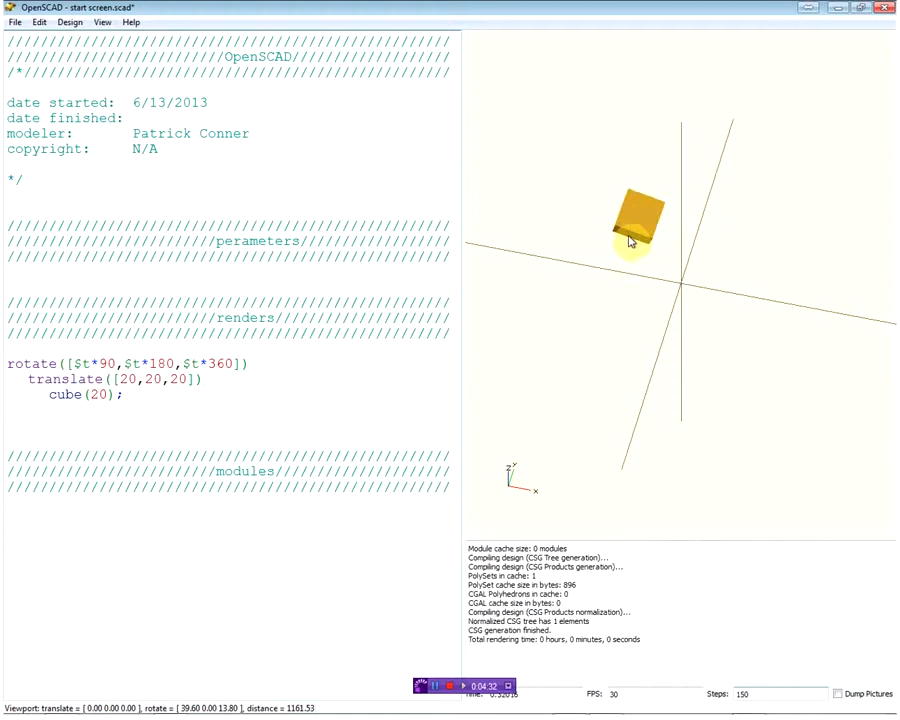 OpenSCAD - start screen.scad*
File Edit Design View Help
/////////////////////////////////////////////////////
//////////////////////////OpenSCAD///////////////////
/*///////////////////////////////////////////////////
date started: 6/13/2013
date finished:
modeler: Patrick Conner
copyright: N/A
*/
/////////////////////////////////////////////////////
/////////////////////////perameters//////////////////
/////////////////////////////////////////////////////
/////////////////////////////////////////////////////
/////////////////////////renders/////////////////////
/////////////////////////////////////////////////////
rotate([$t*90,$t*180,$t*360])
translate([20,20,20])
cube(20);
/////////////////////////////////////////////////////
/////////////////////////modules/////////////////////
/////////////////////////////////////////////////////
Z
Y
X
Module cache size: 0 modules
Compiling design (CSG Tree generation)...
Compiling design (CSG Products generation)...
PolySets in cache: 1
PolySet cache size in bytes: 896
CGAL Polyhedrons in cache: 0
CGAL cache size in bytes: 0
Compiling design (CSG Products normalization)...
Normalized CSG tree has 1 elements
CSG generation finished.
Total rendering time: 0 hours, 0 minutes, 0 seconds
0:04:32
FPS: 30 Steps: 150 Dump Pictures
Viewport: translate = [ 0.00 0.00 0.00 ], rotate = [ 39.60 0.00 13.80 ], distance = 1161.53